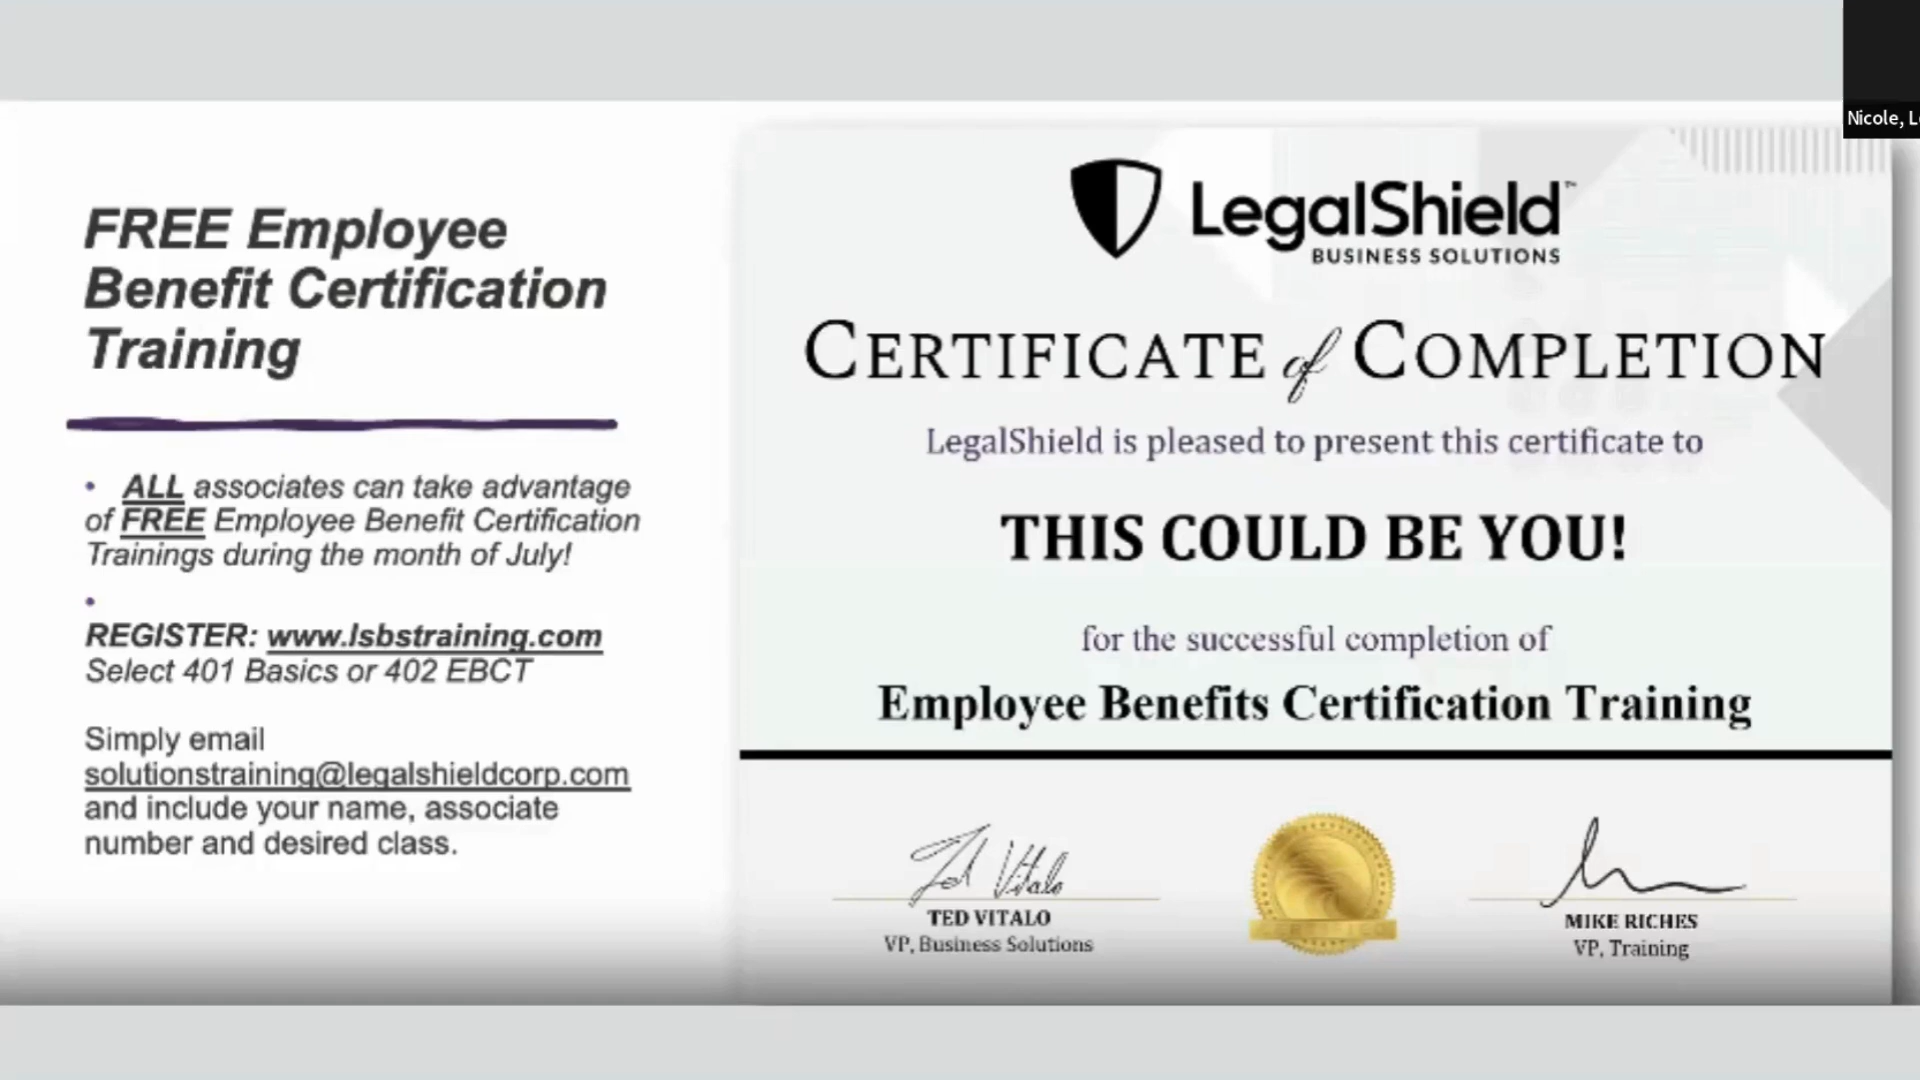 Nicole, L
FREE Employee
Benefit Certification
Training
• ALL associates can take advantage
of FREE Employee Benefit Certification
Trainings during the month of July!
•
REGISTER: www.lsbstraining.com
Select 401 Basics or 402 EBCT
Simply email
solutionstraining@legalshieldcorp.com
and include your name, associate
number and desired class.
LegalShield™
BUSINESS SOLUTIONS
CERTIFICATE of COMPLETION
LegalShield is pleased to present this certificate to
THIS COULD BE YOU!
for the successful completion of
Employee Benefits Certification Training
Ted Vitalo
TED VITALO
VP, Business Solutions
MIKE RICHES
VP, Training